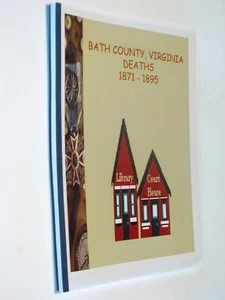 BATH COUNTY, VIRGINIA
DEATHS
1871 - 1895
Library
Court
House